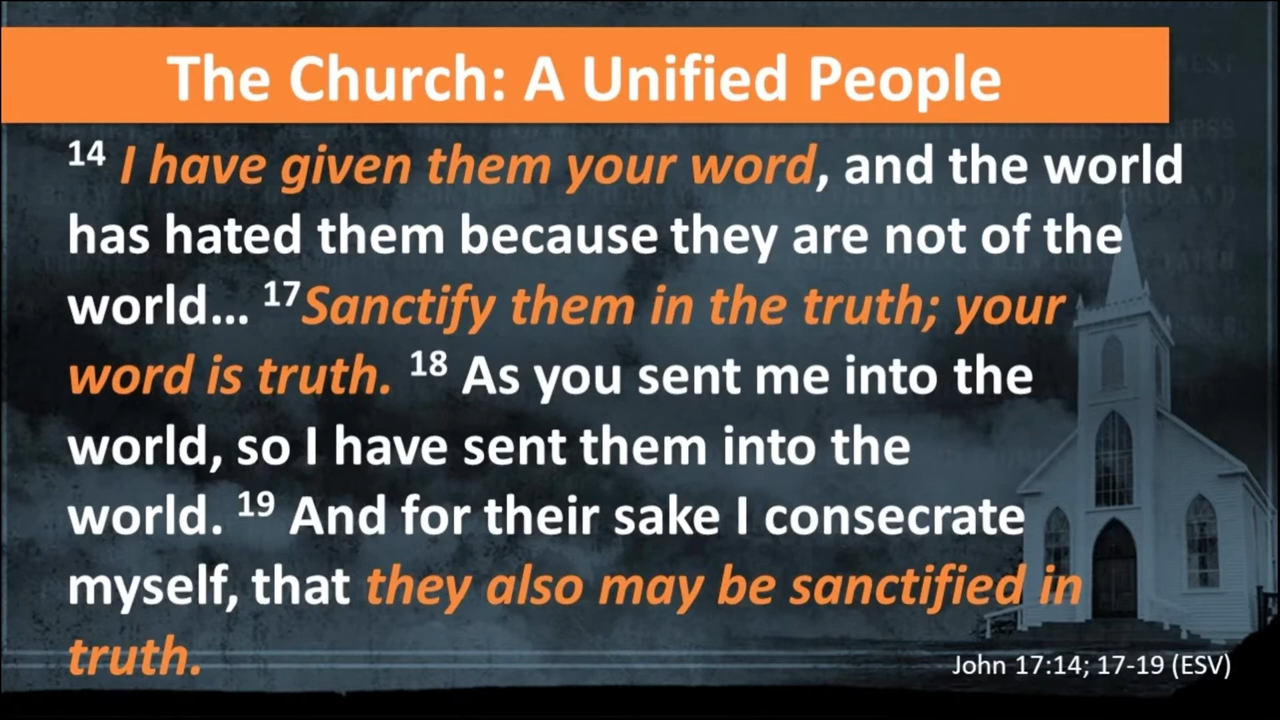 The Church: A Unified People
14 I have given them your word, and the world
has hated them because they are not of the
world... 17Sanctify them in the truth; your
word is truth. 18 As you sent me into the
world, so I have sent them into the
world. 19 And for their sake I consecrate
myself, that they also may be sanctified in
truth.
John 17:14; 17-19 (ESV)